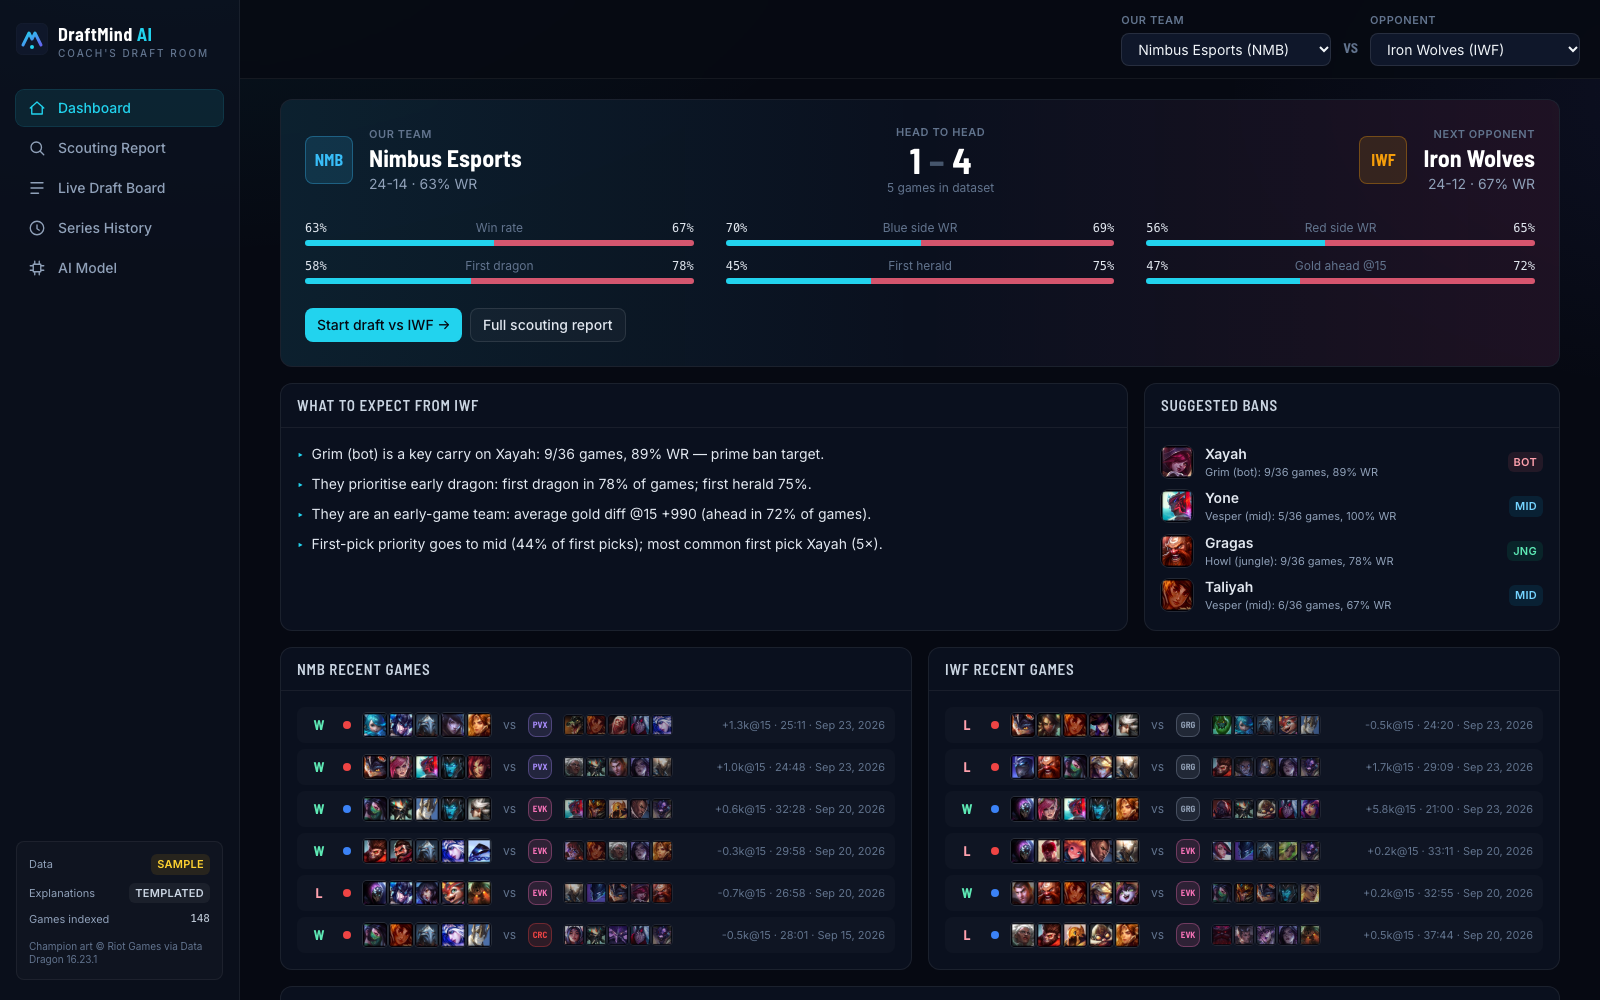 DraftMind AI
COACH'S DRAFT ROOM
Dashboard
Scouting Report
Live Draft Board
Series History
AI Model
Data SAMPLE
Explanations TEMPLATED
Games indexed 148
Champion art © Riot Games via Data
Dragon 16.23.1
OUR TEAM
Nimbus Esports (NMB)
VS
OPPONENT
Iron Wolves (IWF)
NMB
OUR TEAM
Nimbus Esports
24-14 · 63% WR
HEAD TO HEAD
1 – 4
5 games in dataset
IWF
NEXT OPPONENT
Iron Wolves
24-12 · 67% WR
63% Win rate 67%
70% Blue side WR 69%
56% Red side WR 65%
58% First dragon 78%
45% First herald 75%
47% Gold ahead @15 72%
Start draft vs IWF →
Full scouting report
WHAT TO EXPECT FROM IWF
▸ Grim (bot) is a key carry on Xayah: 9/36 games, 89% WR — prime ban target.
▸ They prioritise early dragon: first dragon in 78% of games; first herald 75%.
▸ They are an early-game team: average gold diff @15 +990 (ahead in 72% of games).
▸ First-pick priority goes to mid (44% of first picks); most common first pick Xayah (5×).
SUGGESTED BANS
Xayah
Grim (bot): 9/36 games, 89% WR
BOT
Yone
Vesper (mid): 5/36 games, 100% WR
MID
Gragas
Howl (jungle): 9/36 games, 78% WR
JNG
Taliyah
Vesper (mid): 6/36 games, 67% WR
MID
NMB RECENT GAMES
W vs PVX +1.3k@15 · 25:11 · Sep 23, 2026
W vs PVX +1.0k@15 · 24:48 · Sep 23, 2026
W vs EVK +0.6k@15 · 32:28 · Sep 20, 2026
W vs EVK -0.3k@15 · 29:58 · Sep 20, 2026
L vs EVK -0.7k@15 · 26:58 · Sep 20, 2026
W vs CRC -0.5k@15 · 28:01 · Sep 15, 2026
IWF RECENT GAMES
L vs GRG -0.5k@15 · 24:20 · Sep 23, 2026
L vs GRG +1.7k@15 · 29:09 · Sep 23, 2026
W vs GRG +5.8k@15 · 21:00 · Sep 23, 2026
L vs EVK +0.2k@15 · 33:11 · Sep 20, 2026
W vs EVK +0.2k@15 · 32:55 · Sep 20, 2026
L vs EVK +0.5k@15 · 37:44 · Sep 20, 2026